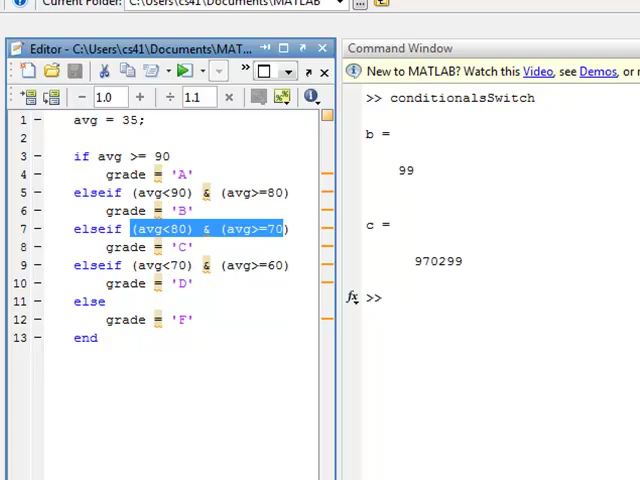 Current Folder: C:\Users\cs41\Documents\MATLAB
Editor - C:\Users\cs41\Documents\MAT...
Command Window
1.0
1.1
New to MATLAB? Watch this Video, see Demos, or
1 avg = 35;
2
3 if avg >= 90
4 grade = 'A'
5 elseif (avg<90) & (avg>=80)
6 grade = 'B'
7 elseif (avg<80) & (avg>=70)
8 grade = 'C'
9 elseif (avg<70) & (avg>=60)
10 grade = 'D'
11 else
12 grade = 'F'
13 end
>> conditionalsSwitch
b =
99
c =
970299
fx >>